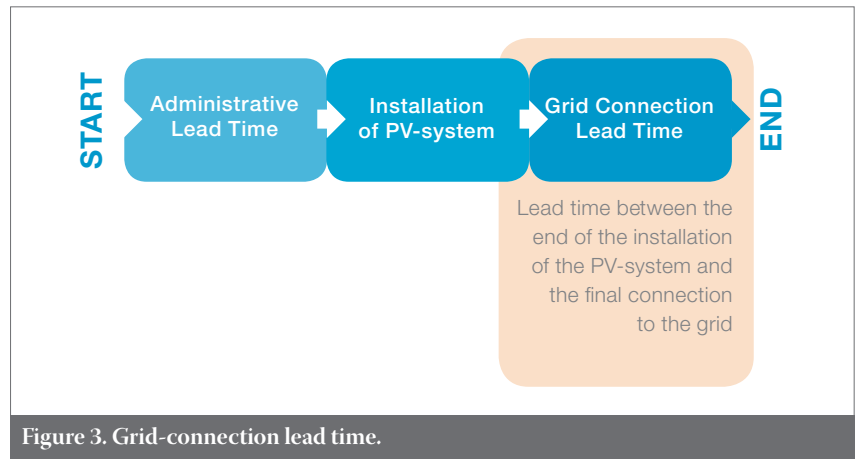 START
Administrative
Lead Time
Installation
of PV-system
Grid Connection
Lead Time
END
Lead time between the
end of the installation
of the PV-system and
the final connection
to the grid
Figure 3. Grid-connection lead time.